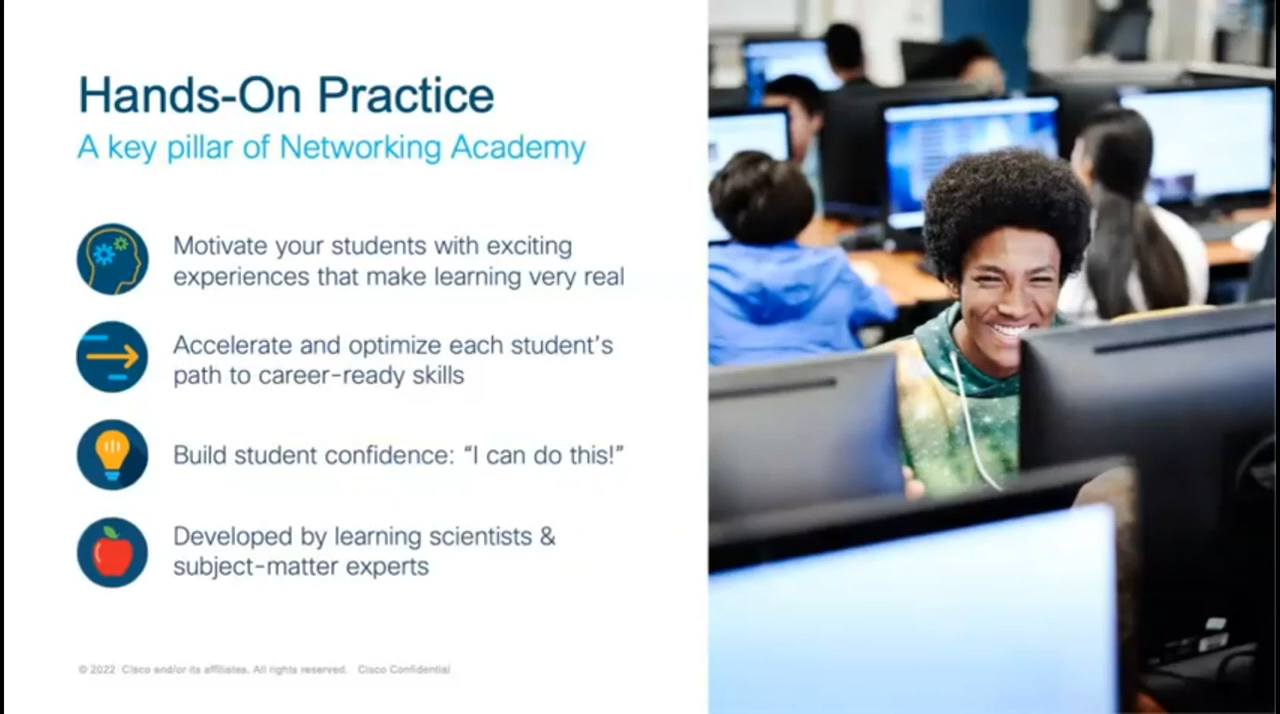 Hands-On Practice
A key pillar of Networking Academy
Motivate your students with exciting
experiences that make learning very real
Accelerate and optimize each student's
path to career-ready skills
Build student confidence: “I can do this!”
Developed by learning scientists &
subject-matter experts
© 2022 Cisco and/or its affiliates. All rights reserved. Cisco Confidential